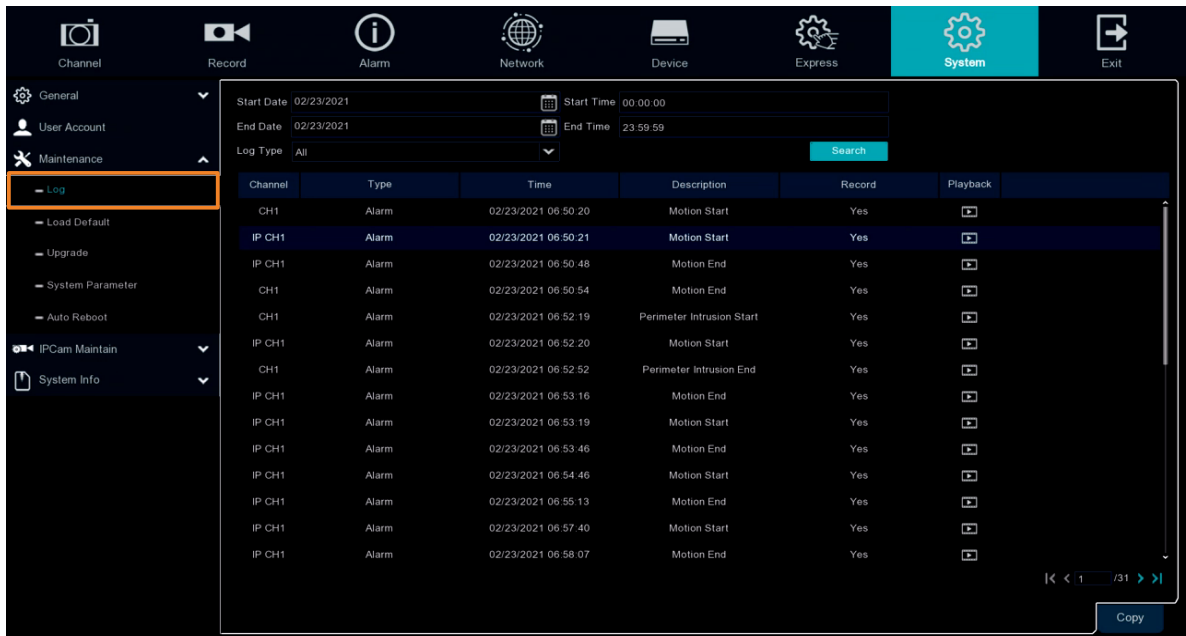 Channel Record Alarm Network Device Express System Exit
General
User Account
Maintenance
Log
Load Default
Upgrade
System Parameter
Auto Reboot
IPCam Maintain
System Info
Start Date 02/23/2021 Start Time 00:00:00
End Date 02/23/2021 End Time 23:59:59
Log Type All Search
Channel Type Time Description Record Playback
CH1 Alarm 02/23/2021 06:50:20 Motion Start Yes
IP CH1 Alarm 02/23/2021 06:50:21 Motion Start Yes
IP CH1 Alarm 02/23/2021 06:50:48 Motion End Yes
CH1 Alarm 02/23/2021 06:50:54 Motion End Yes
CH1 Alarm 02/23/2021 06:52:19 Perimeter Intrusion Start Yes
IP CH1 Alarm 02/23/2021 06:52:20 Motion Start Yes
CH1 Alarm 02/23/2021 06:52:52 Perimeter Intrusion End Yes
IP CH1 Alarm 02/23/2021 06:53:16 Motion End Yes
IP CH1 Alarm 02/23/2021 06:53:19 Motion Start Yes
IP CH1 Alarm 02/23/2021 06:53:46 Motion End Yes
IP CH1 Alarm 02/23/2021 06:54:46 Motion Start Yes
IP CH1 Alarm 02/23/2021 06:55:13 Motion End Yes
IP CH1 Alarm 02/23/2021 06:57:40 Motion Start Yes
IP CH1 Alarm 02/23/2021 06:58:07 Motion End Yes
1 /31
Copy